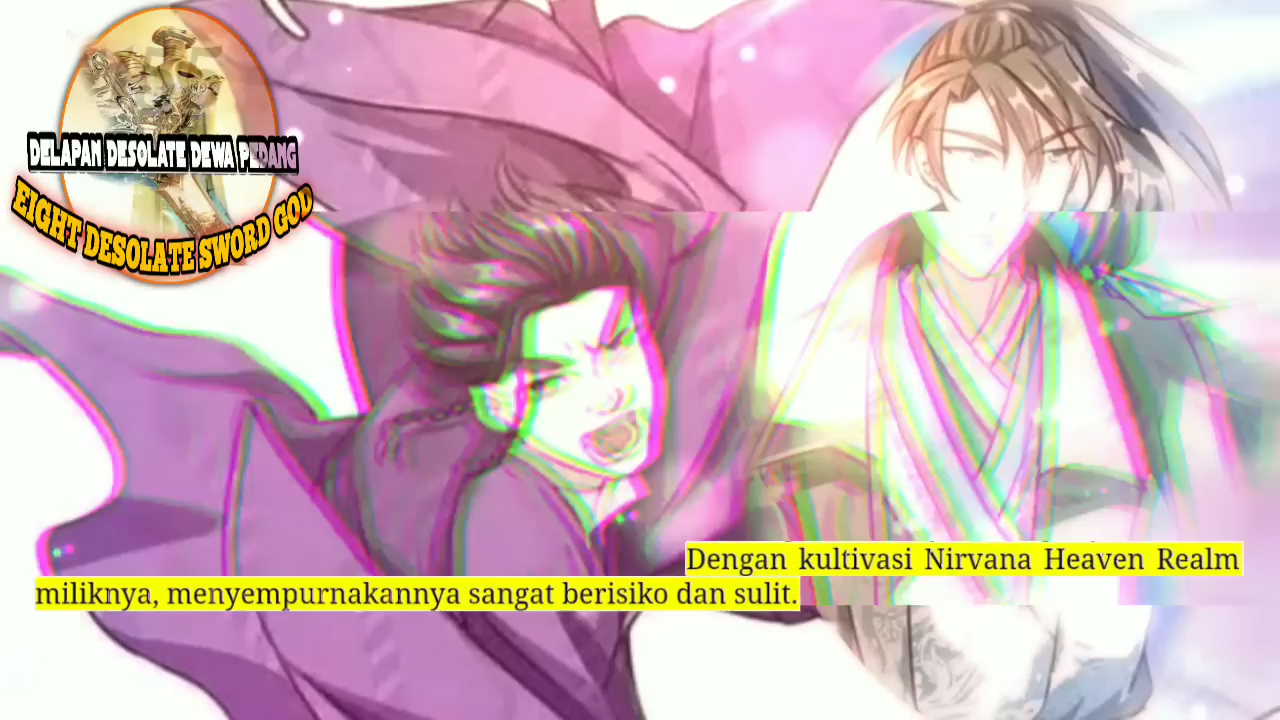 DELAPAN DESOLATE DEWA PEDANG
EIGHT DESOLATE SWORD GOD
Dengan kultivasi Nirvana Heaven Realm
miliknya, menyempurnakannya sangat berisiko dan sulit.